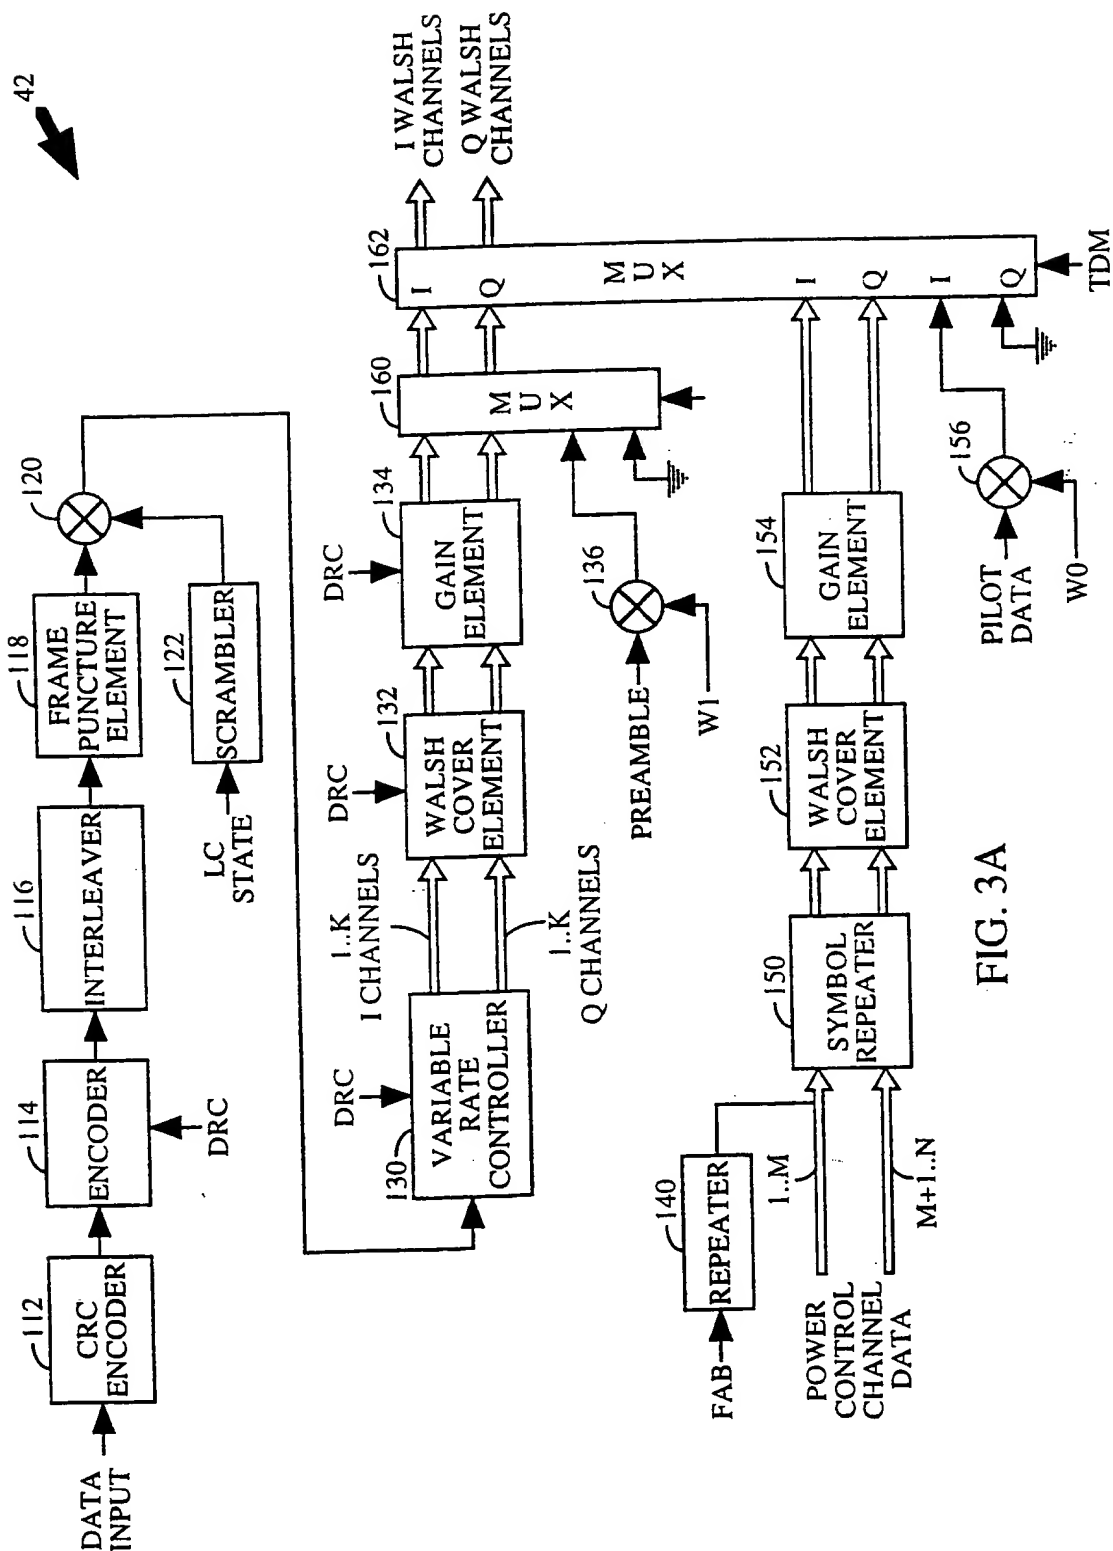 42
112
CRC
ENCODER
DATA
INPUT
114
ENCODER
DRC
116
INTERLEAVER
118
FRAME
PUNCTURE
ELEMENT
120
122
SCRAMBLER
LC
STATE
130
VARIABLE
RATE
CONTROLLER
DRC
1..K
I CHANNELS
1..K
Q CHANNELS
132
WALSH
COVER
ELEMENT
DRC
134
GAIN
ELEMENT
DRC
PREAMBLE
136
W1
160
MUX
162
I
Q
MUX
I
Q
I
Q
TDM
I WALSH
CHANNELS
Q WALSH
CHANNELS
FAB
140
REPEATER
POWER
CONTROL
CHANNEL
DATA
1..M
M+1..N
150
SYMBOL
REPEATER
152
WALSH
COVER
ELEMENT
154
GAIN
ELEMENT
PILOT
DATA
156
W0
FIG. 3A